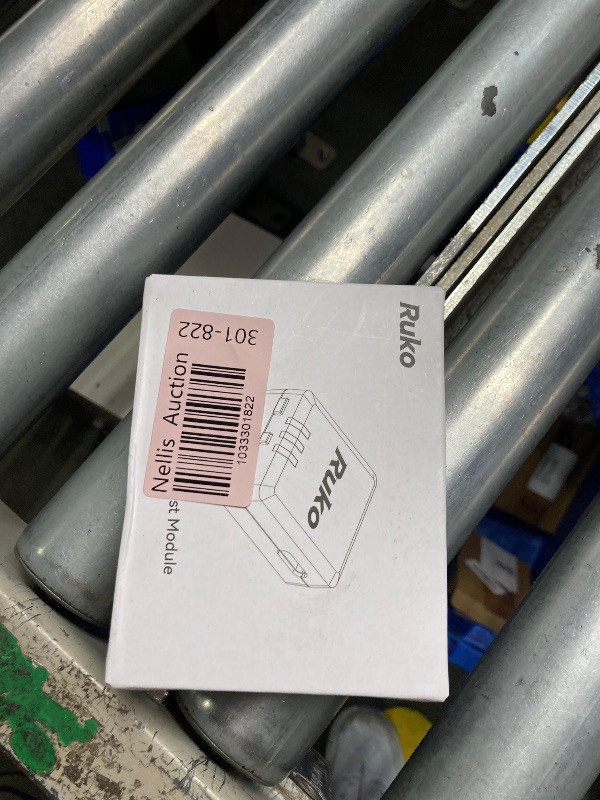 Ruko
Ruko
st Module
Nellis Auction
1033301822
301-822